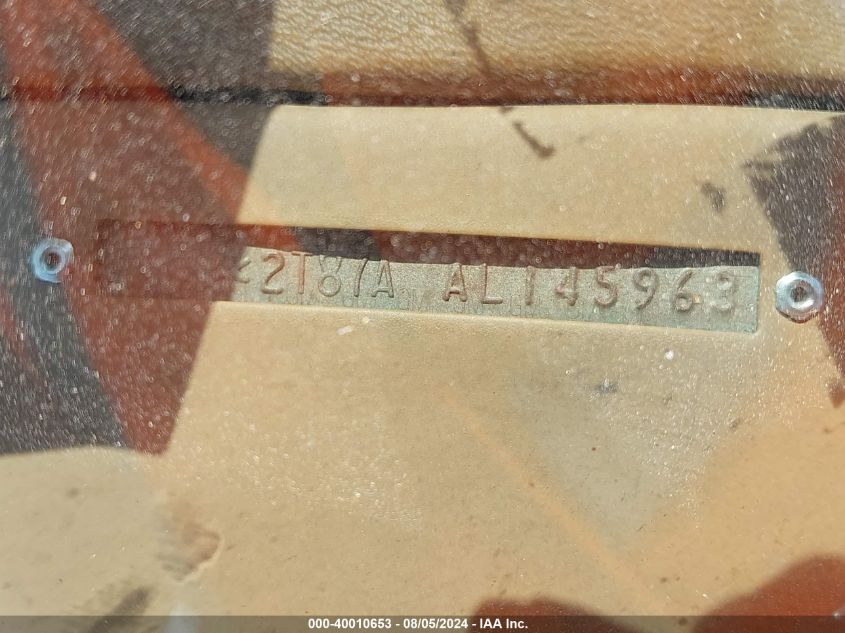 2T87A AL145963
000-40010653 - 08/05/2024 - IAA Inc.